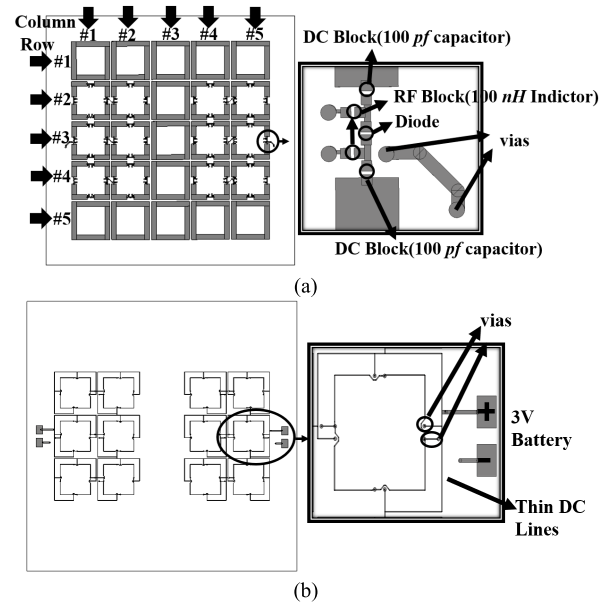 Column
Row
#1 #2 #3 #4 #5
#1
#2
#3
#4
#5
DC Block(100 pf capacitor)
RF Block(100 nH Indictor)
Diode
vias
DC Block(100 pf capacitor)
(a)
vias
+
3V
Battery
-
Thin DC
Lines
(b)